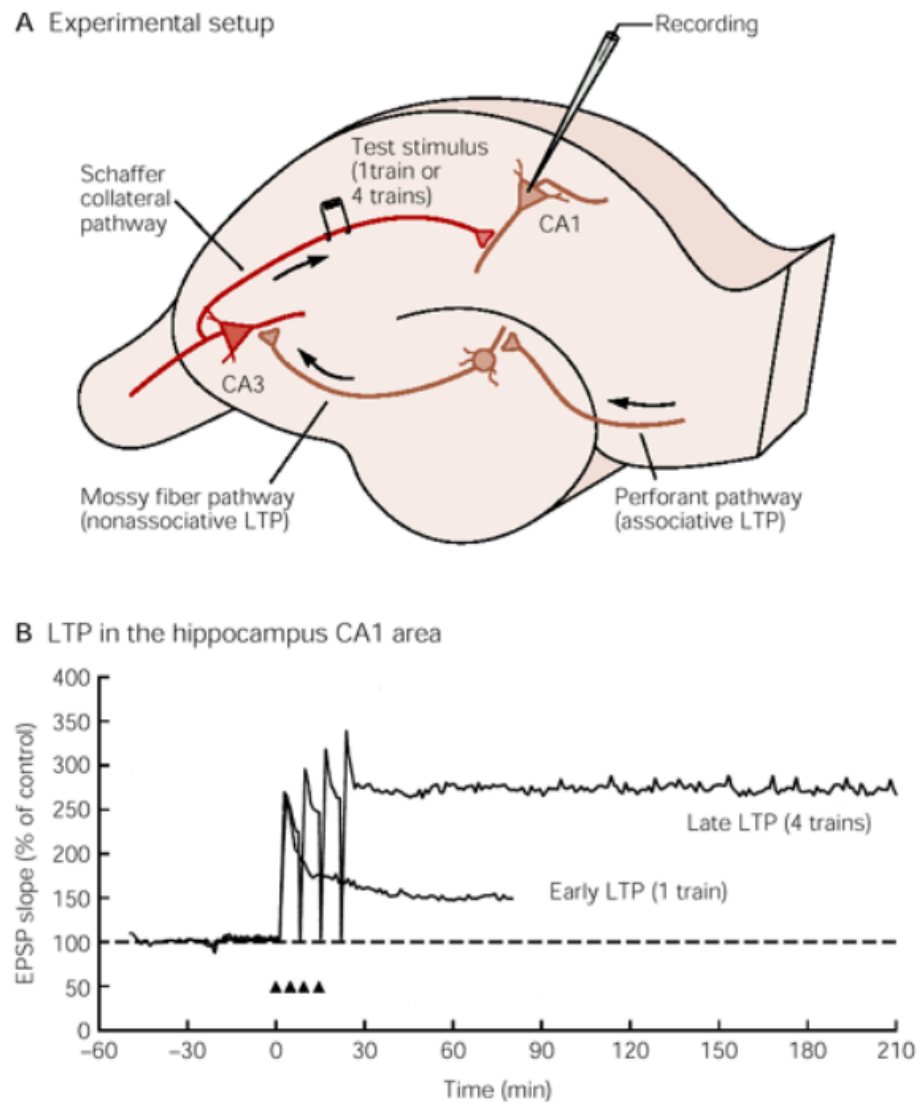 A Experimental setup
Recording
Test stimulus
(1train or
4 trains)
Schaffer
collateral
pathway
CA1
CA3
Mossy fiber pathway
(nonassociative LTP)
Perforant pathway
(associative LTP)
B LTP in the hippocampus CA1 area
EPSP slope (% of control)
400
350
300
250
200
150
100
50
0
Late LTP (4 trains)
Early LTP (1 train)
–60 –30 0 30 60 90 120 150 180 210
Time (min)